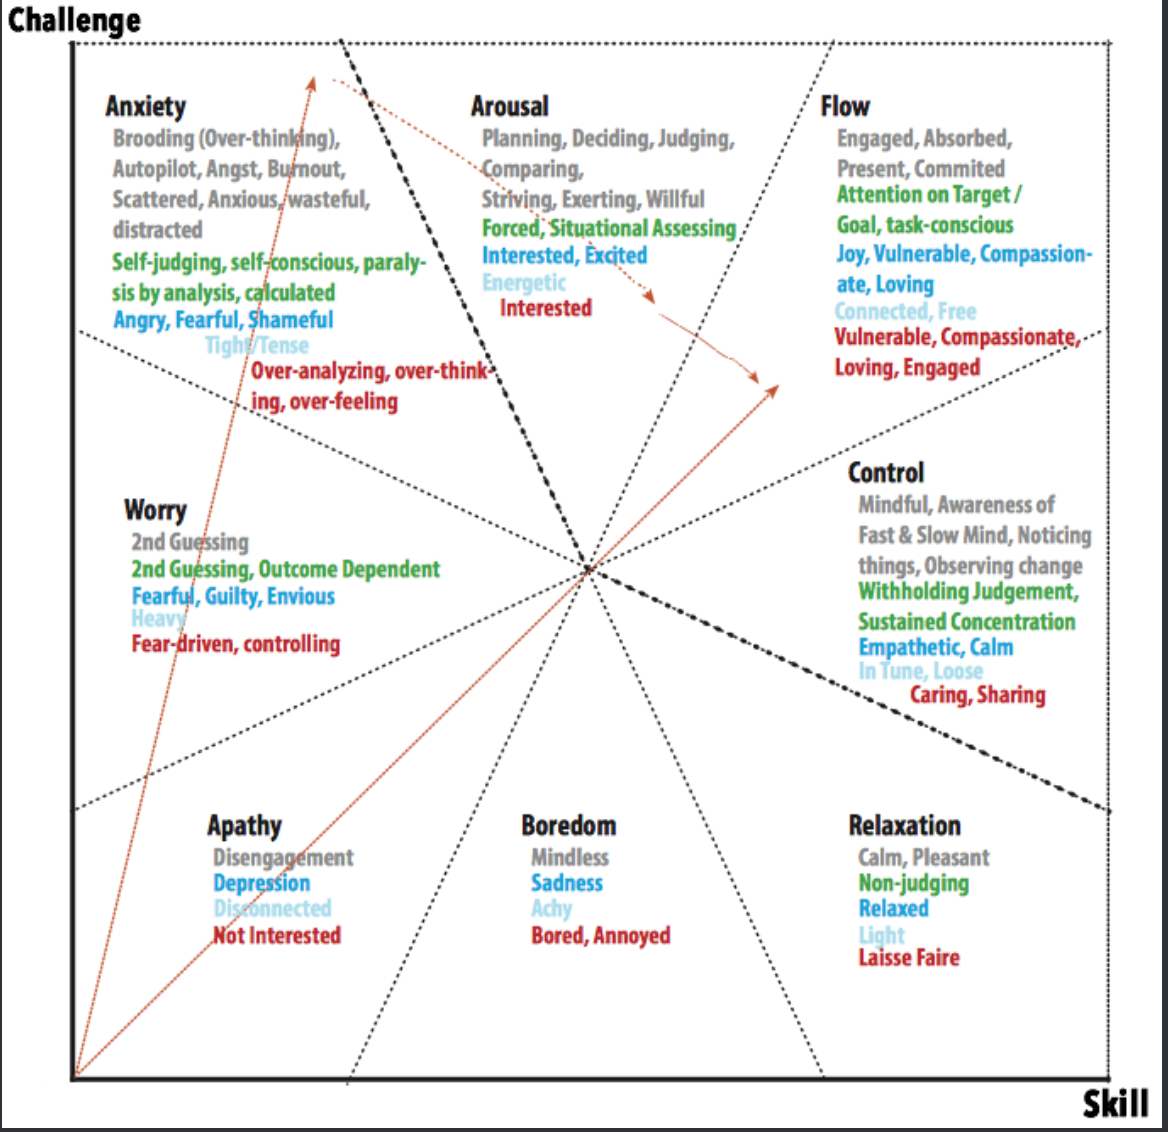 Challenge
Anxiety
Brooding (Over-thinking),
Autopilot, Angst, Burnout,
Scattered, Anxious, wasteful,
distracted
Self-judging, self-conscious, paraly-
sis by analysis, calculated
Angry, Fearful, Shameful
Tight/Tense
Over-analyzing, over-think-
ing, over-feeling
Arousal
Planning, Deciding, Judging,
Comparing,
Striving, Exerting, Willful
Forced, Situational Assessing
Interested, Excited
Energetic
Interested
Flow
Engaged, Absorbed,
Present, Commited
Attention on Target /
Goal, task-conscious
Joy, Vulnerable, Compassion-
ate, Loving
Connected, Free
Vulnerable, Compassionate,
Loving, Engaged
Worry
2nd Guessing
2nd Guessing, Outcome Dependent
Fearful, Guilty, Envious
Heavy
Fear-driven, controlling
Control
Mindful, Awareness of
Fast & Slow Mind, Noticing
things, Observing change
Withholding Judgement,
Sustained Concentration
Empathetic, Calm
In Tune, Loose
Caring, Sharing
Apathy
Disengagement
Depression
Disconnected
Not Interested
Boredom
Mindless
Sadness
Achy
Bored, Annoyed
Relaxation
Calm, Pleasant
Non-judging
Relaxed
Light
Laisse Faire
Skill